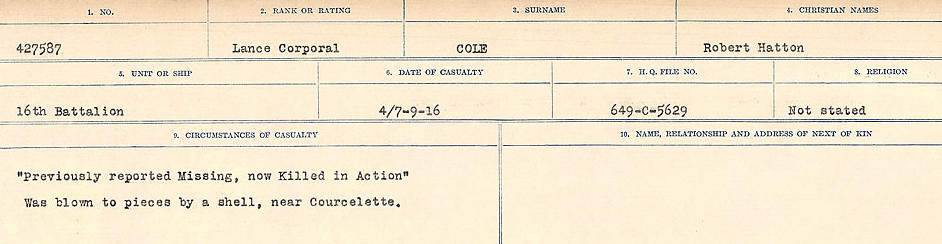 1. NO. 2. RANK OR RATING 3. SURNAME 4. CHRISTIAN NAMES
427587 Lance Corporal COLE Robert Hatton
5. UNIT OR SHIP 6. DATE OF CASUALTY 7. H.Q. FILE NO. 8. RELIGION
16th Battalion 4/7-9-16 649-C-5629 Not stated
9. CIRCUMSTANCES OF CASUALTY 10. NAME, RELATIONSHIP AND ADDRESS OF NEXT OF KIN
"Previously reported Missing, now Killed in Action"
Was blown to pieces by a shell, near Courcelette.